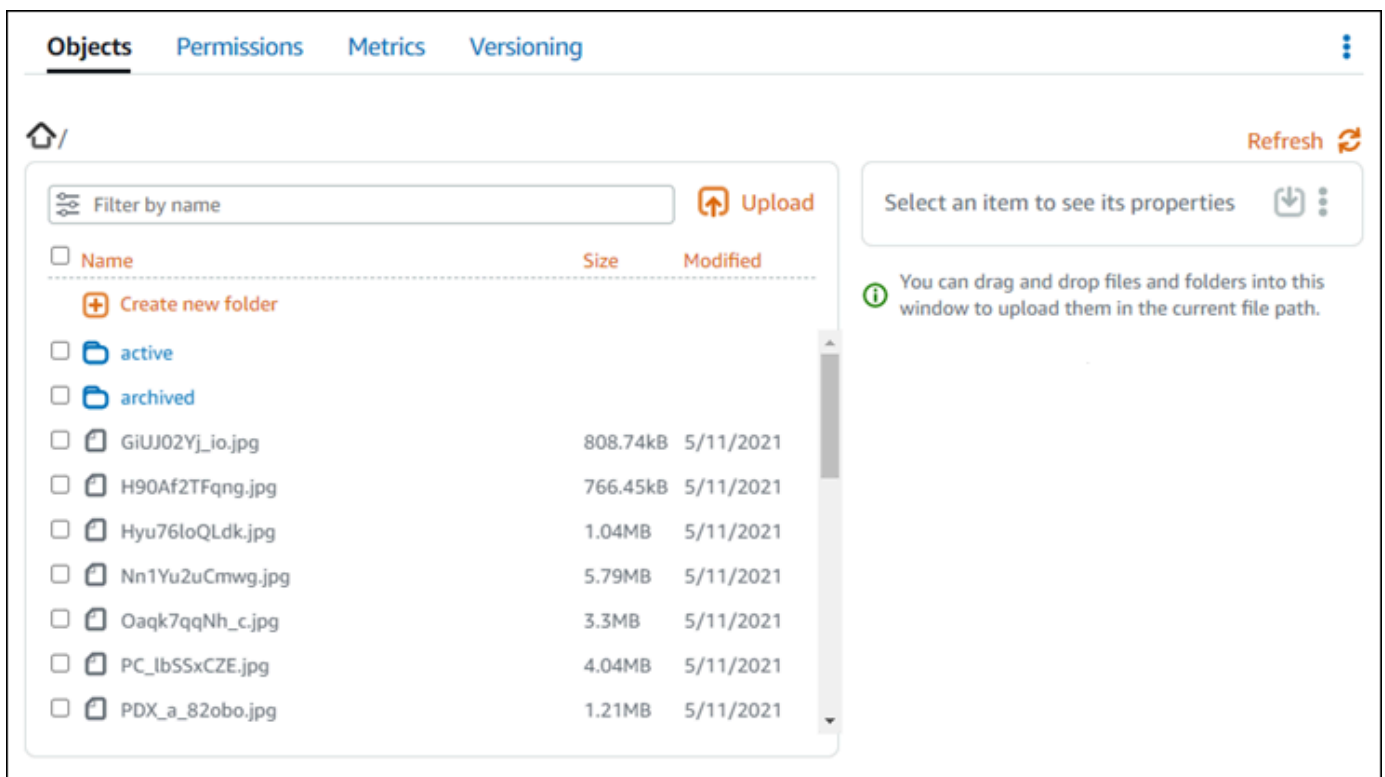 Objects Permissions Metrics Versioning
/
Refresh
Filter by name
Upload
Select an item to see its properties
Name Size Modified
You can drag and drop files and folders into this
window to upload them in the current file path.
Create new folder
active
archived
GiUJ02Yj_io.jpg 808.74kB 5/11/2021
H90Af2TFqng.jpg 766.45kB 5/11/2021
Hyu76loQLdk.jpg 1.04MB 5/11/2021
Nn1Yu2uCmwg.jpg 5.79MB 5/11/2021
Oaqk7qqNh_c.jpg 3.3MB 5/11/2021
PC_lbSSxCZE.jpg 4.04MB 5/11/2021
PDX_a_82obo.jpg 1.21MB 5/11/2021